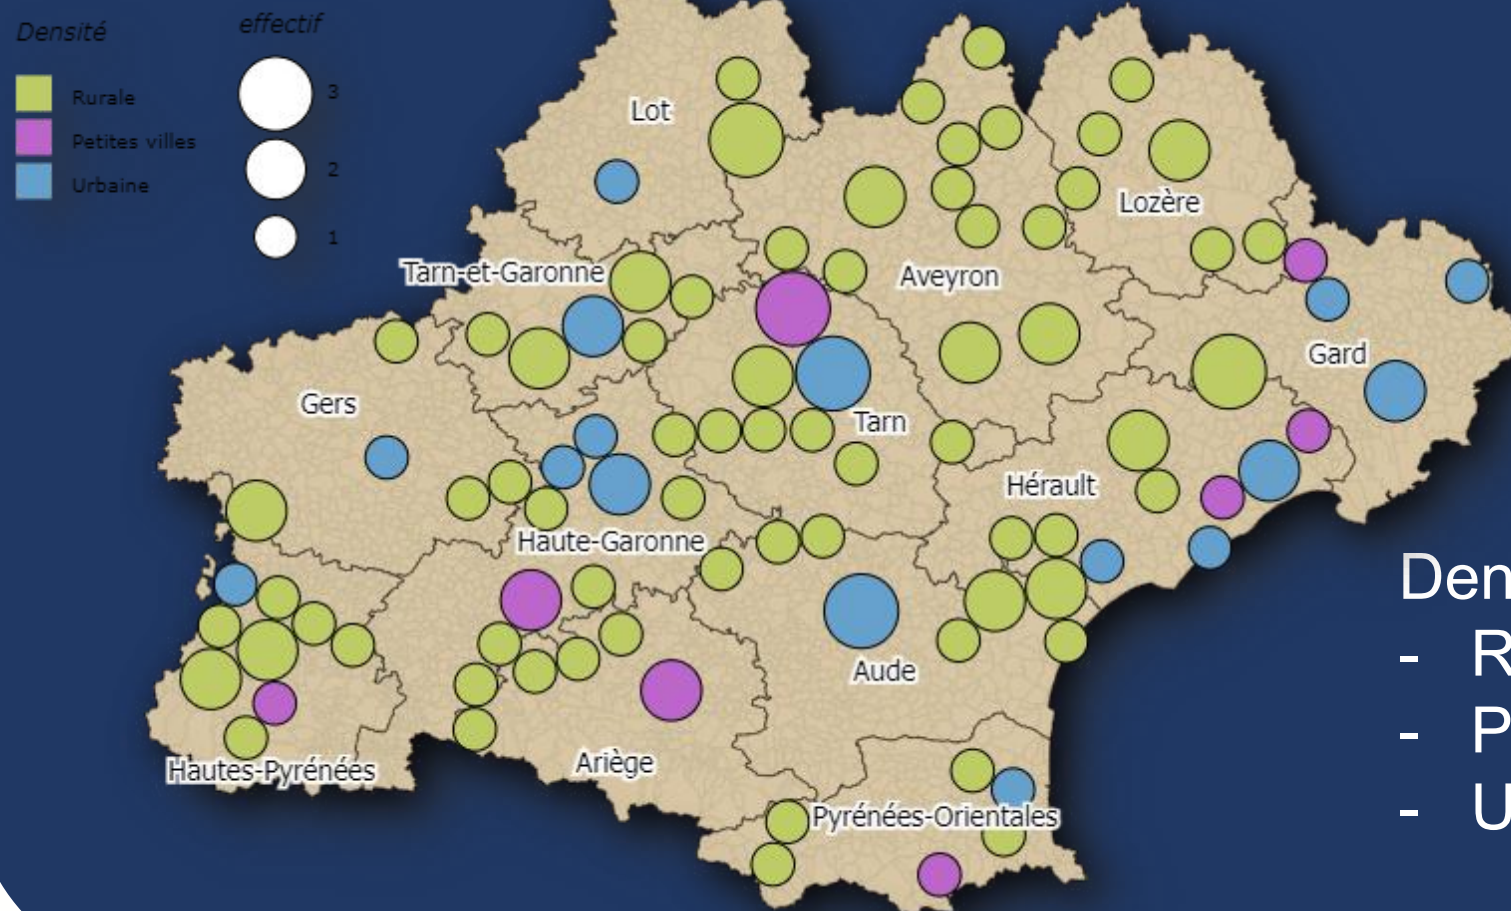 Densité
effectif
Rurale
Petites villes
Urbaine
3
2
1
Lot
Lozère
Tarn-et-Garonne
Aveyron
Gard
Gers
Tarn
Hérault
Haute-Garonne
Aude
Ariège
Hautes-Pyrénées
Pyrénées-Orientales
Den
- R
- P
- U